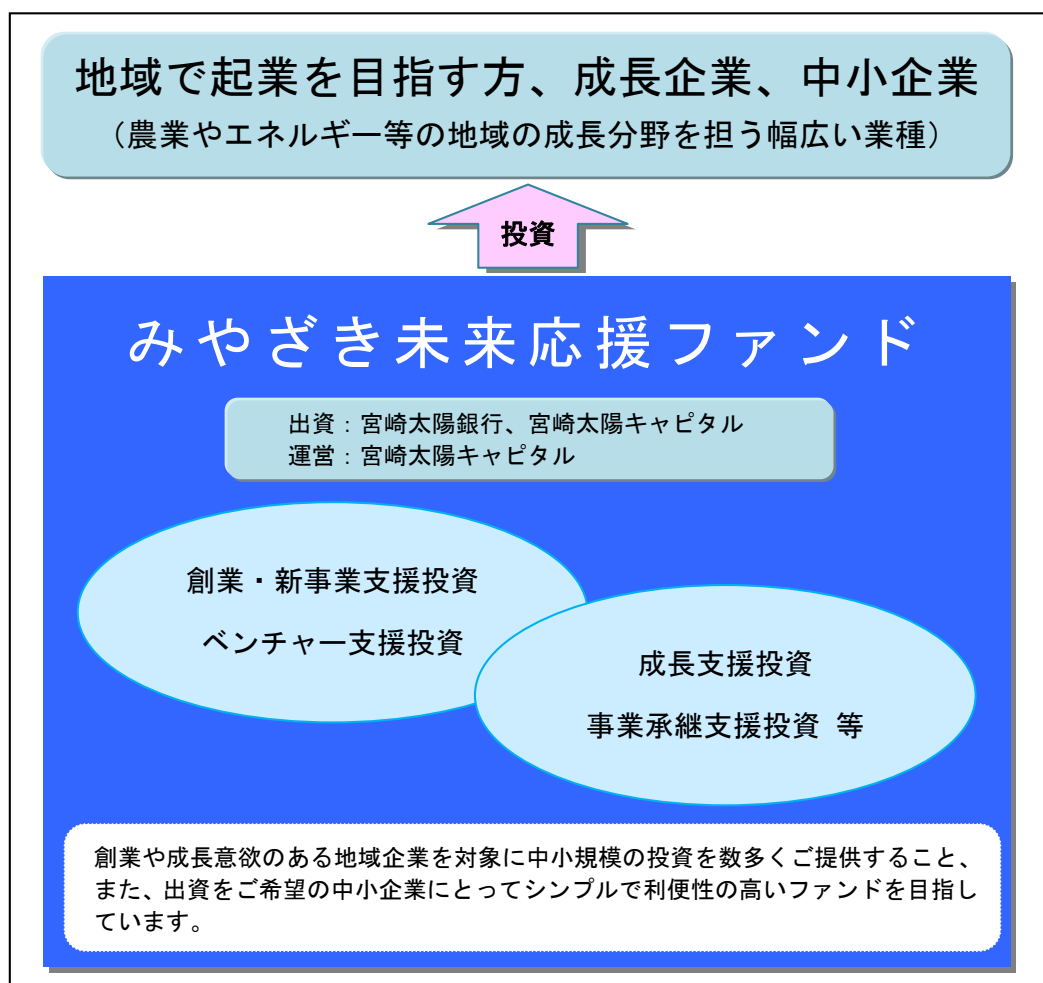 地域で起業を目指す方、成長企業、中小企業
（農業やエネルギー等の地域の成長分野を担う幅広い業種）
投資
みやざき未来応援ファンド
出資：宮崎太陽銀行、宮崎太陽キャピタル
運営：宮崎太陽キャピタル
創業・新事業支援投資
ベンチャー支援投資
成長支援投資
事業承継支援投資 等
創業や成長意欲のある地域企業を対象に中小規模の投資を数多くご提供すること、
また、出資をご希望の中小企業にとってシンプルで利便性の高いファンドを目指し
ています。